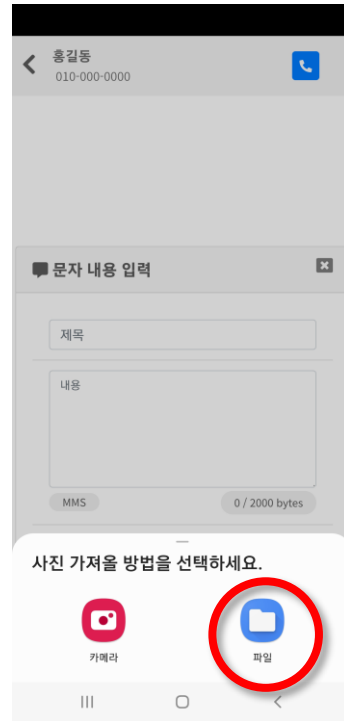 홍길동
010-000-0000
문자 내용 입력
제목
내용
MMS
0 / 2000 bytes
사진 가져올 방법을 선택하세요.
카메라
파일